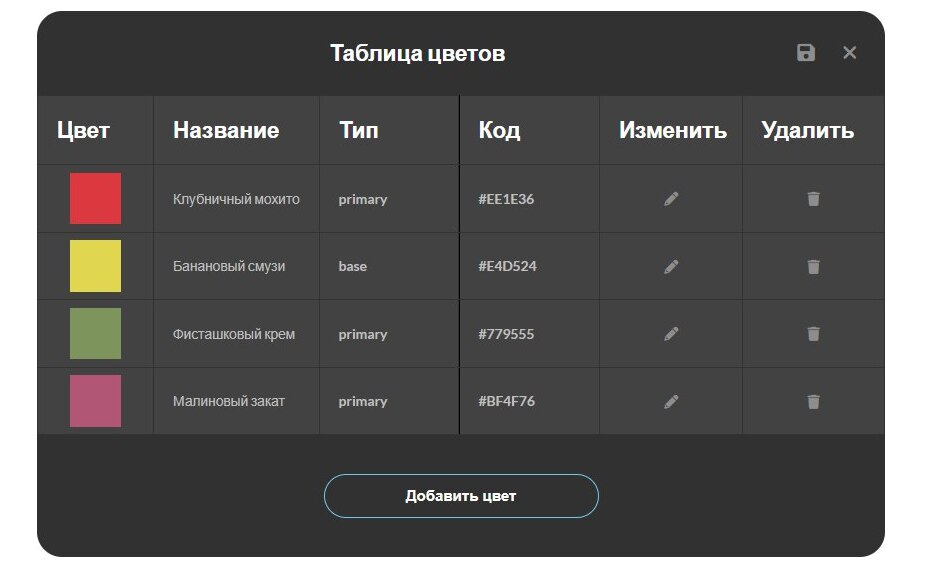 Таблица цветов
Цвет Название Тип Код Изменить Удалить
Клубничный мохито primary #EE1E36
Банановый смузи base #E4D524
Фисташковый крем primary #779555
Малиновый закат primary #BF4F76
Добавить цвет